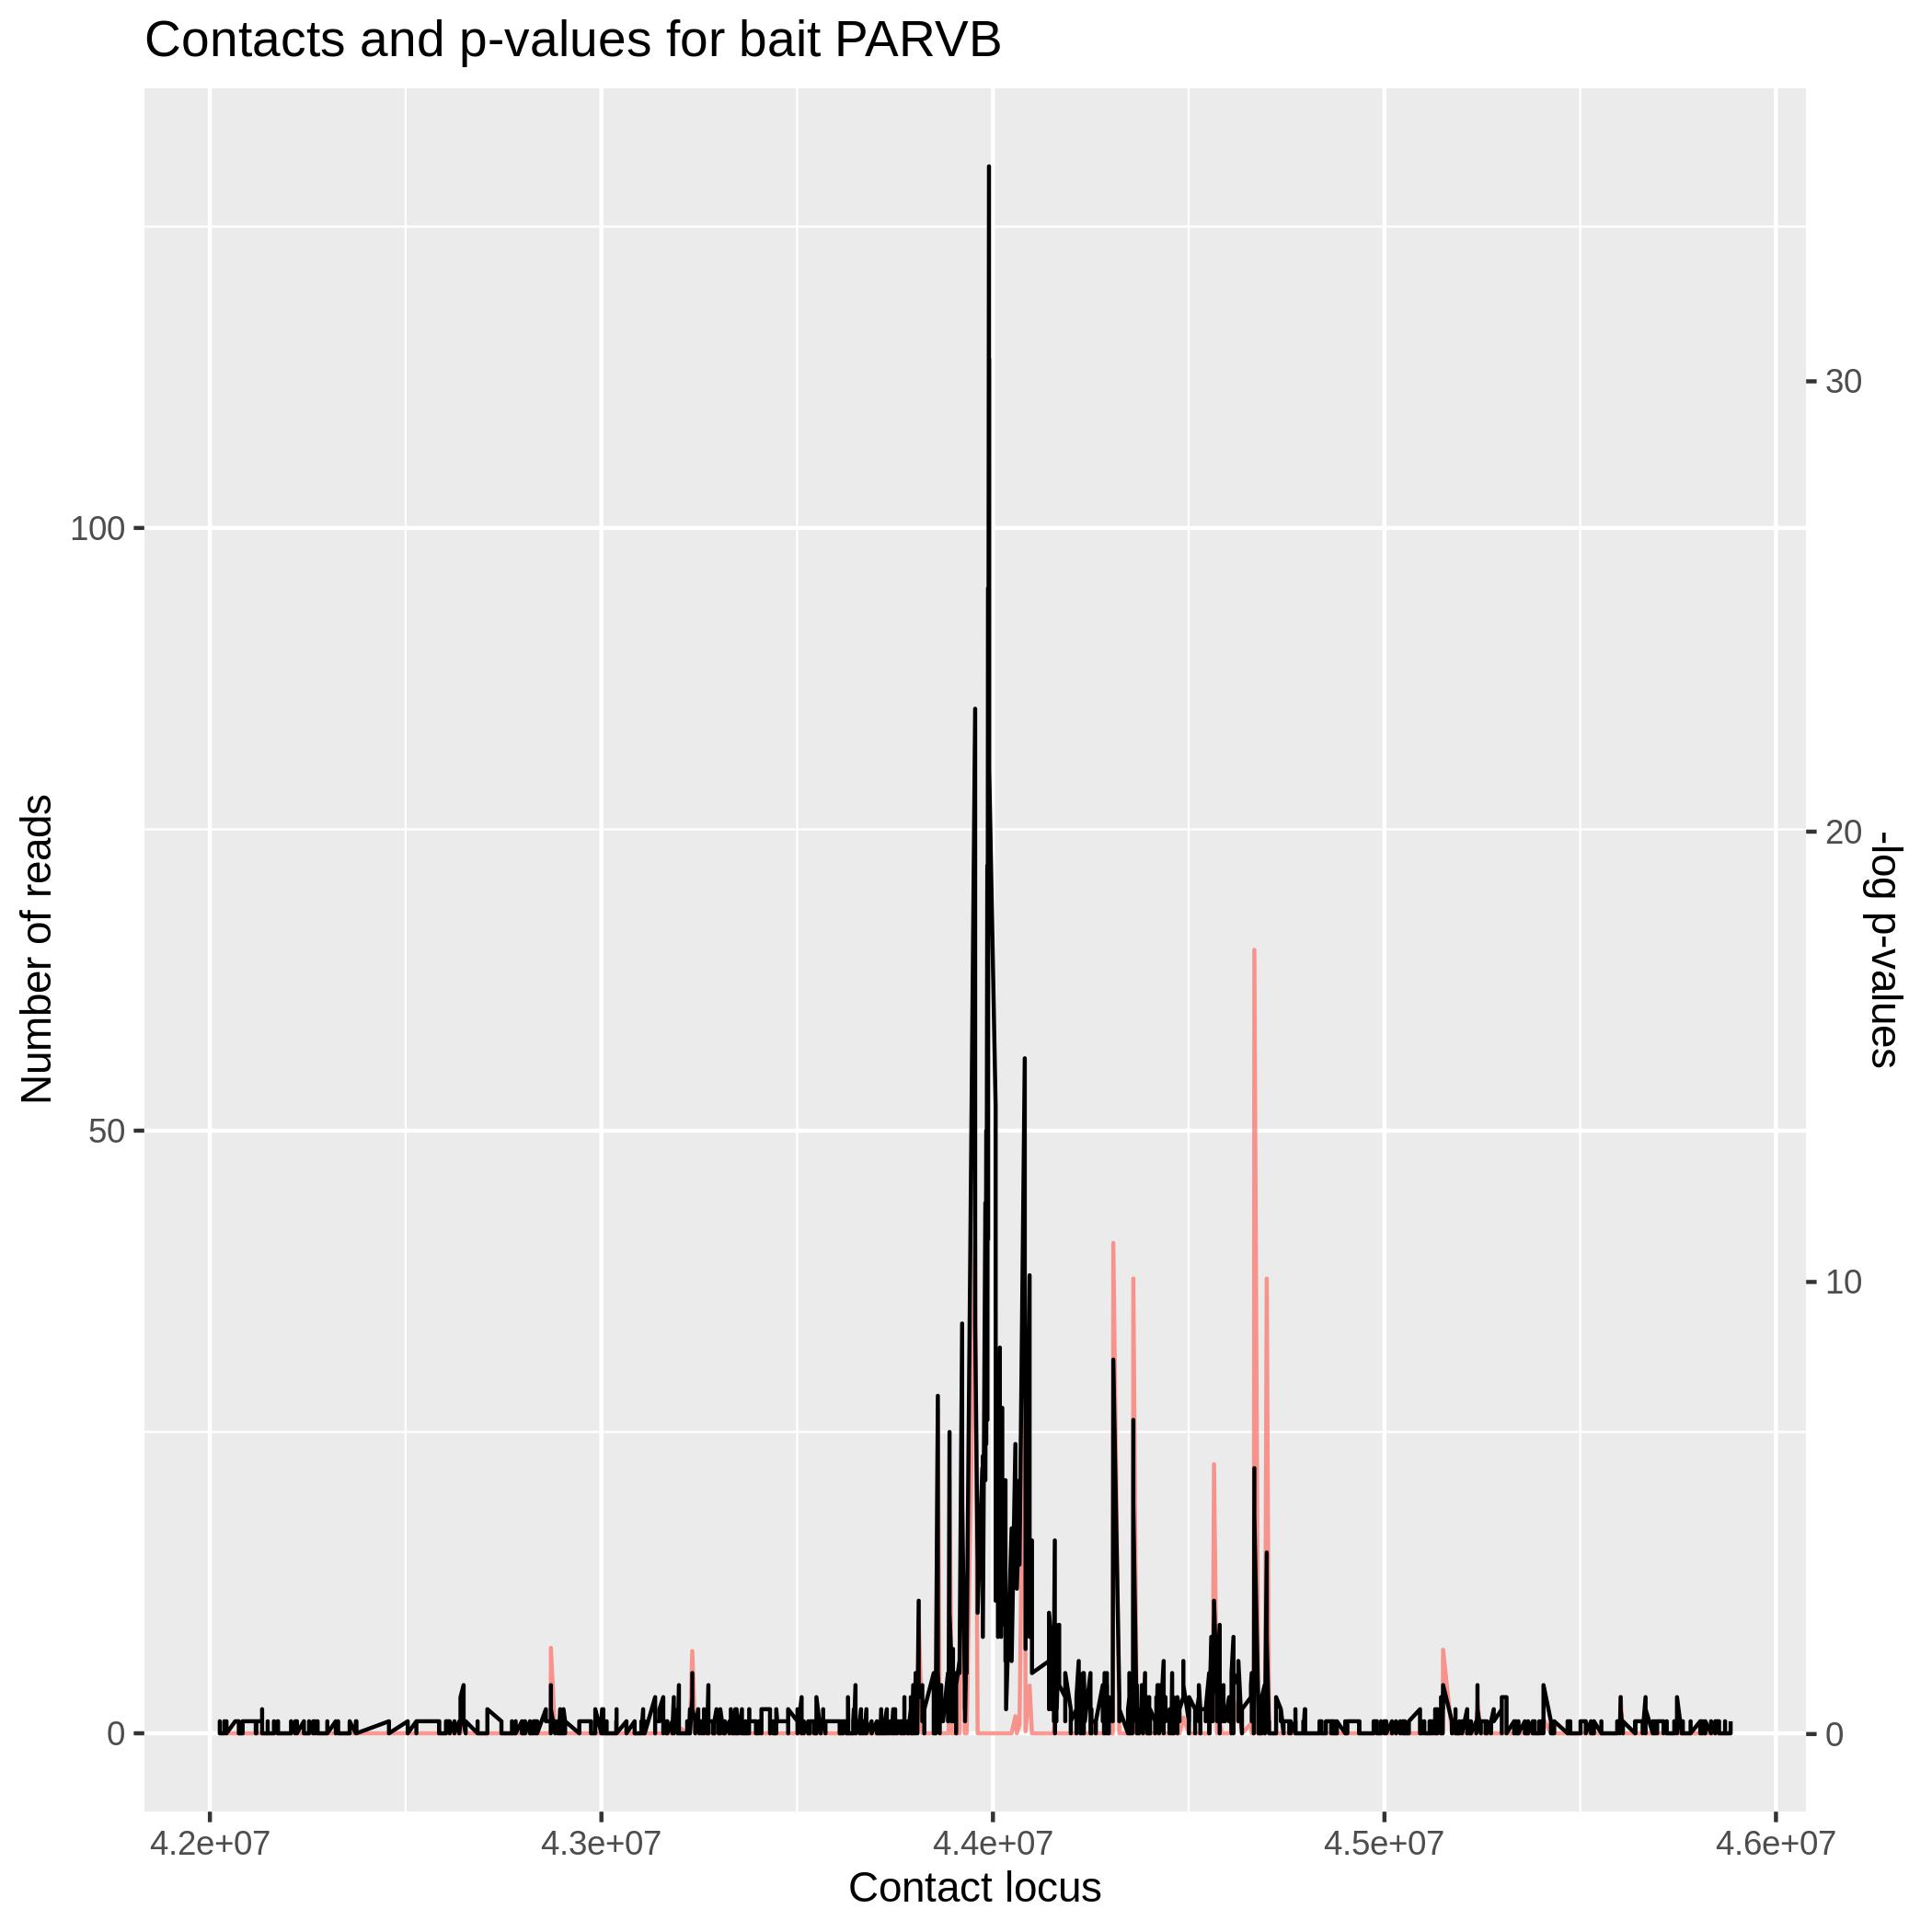 Contacts and p-values for bait PARVB
Number of reads
100
50
0
30
20
10
0
-log p-values
4.2e+07 4.3e+07 4.4e+07 4.5e+07 4.6e+07
Contact locus